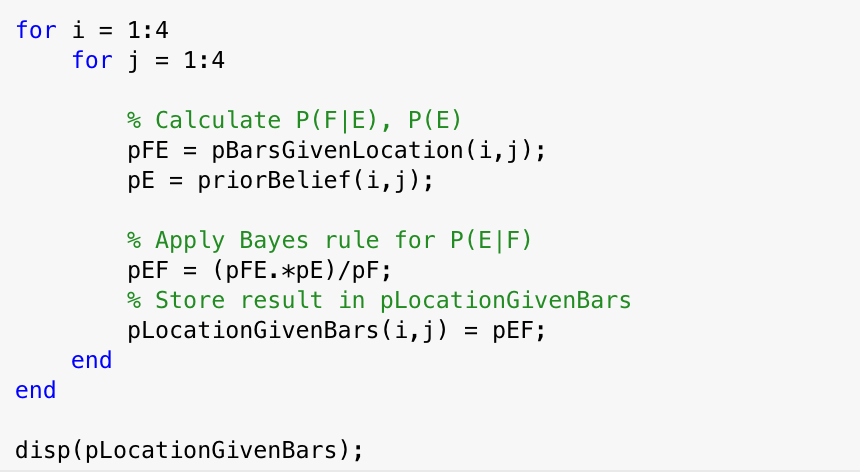 for i = 1:4
for j = 1:4
% Calculate P(F|E), P(E)
pFE = pBarsGivenLocation(i,j);
pE = priorBelief(i,j);
% Apply Bayes rule for P(E|F)
pEF = (pFE.*pE)/pF;
% Store result in pLocationGivenBars
pLocationGivenBars(i,j) = pEF;
end
end
disp(pLocationGivenBars);